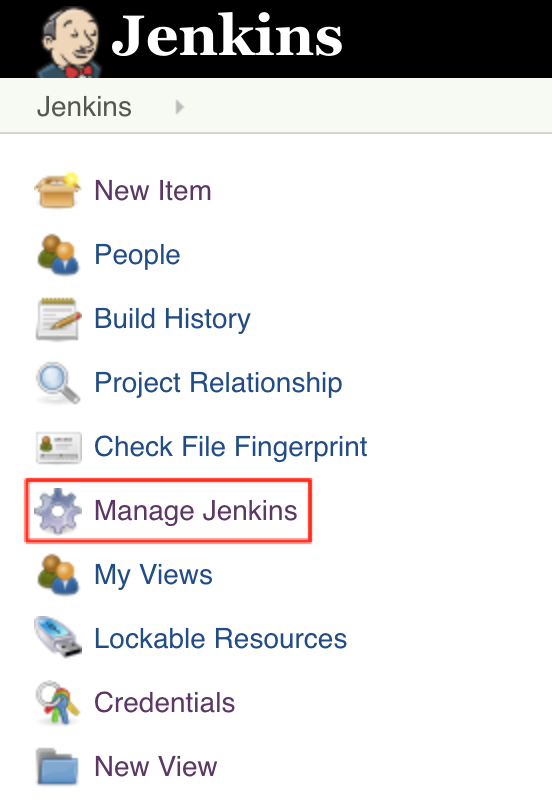 Jenkins
Jenkins
New Item
People
Build History
Project Relationship
Check File Fingerprint
Manage Jenkins
My Views
Lockable Resources
Credentials
New View